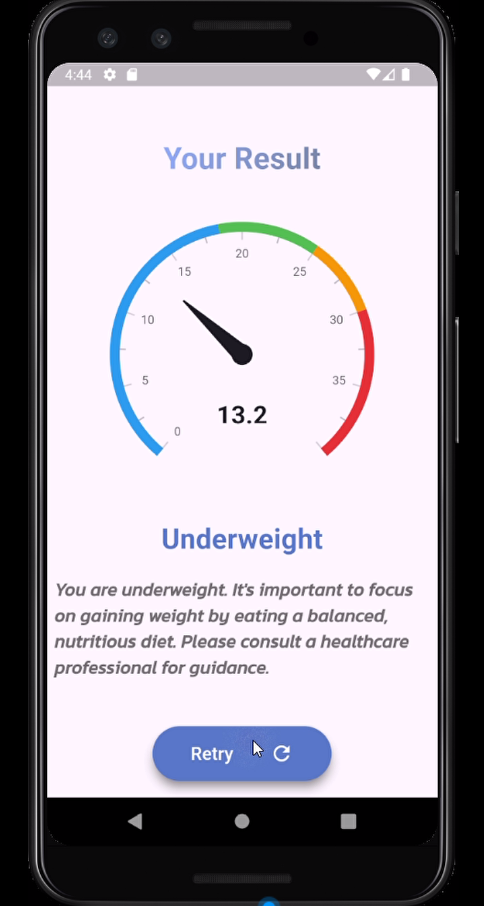 4:44
Your Result
0
5
10
15
20
25
30
35
13.2
Underweight
You are underweight. It's important to focus
on gaining weight by eating a balanced,
nutritious diet. Please consult a healthcare
professional for guidance.
Retry